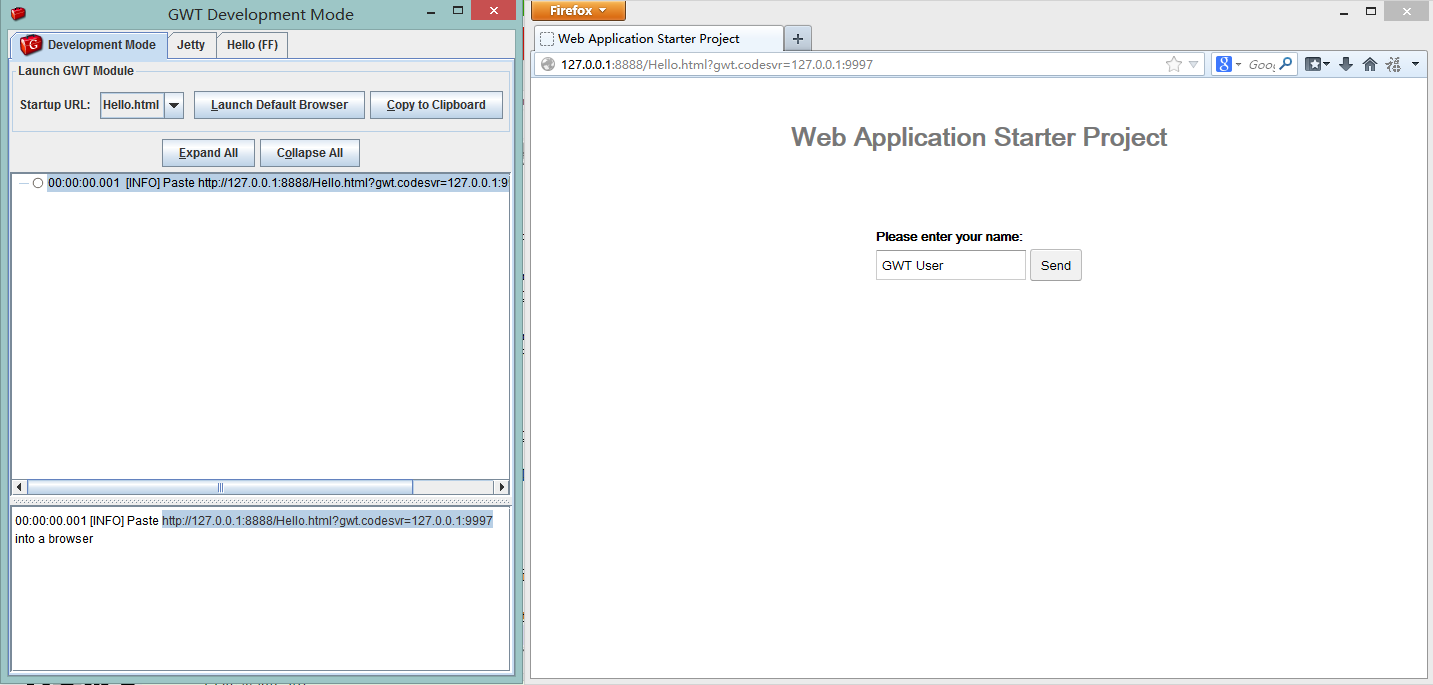 GWT Development Mode
Development Mode
Jetty
Hello (FF)
Launch GWT Module
Startup URL:
Hello.html
Launch Default Browser
Copy to Clipboard
Expand All
Collapse All
00:00:00.001 [INFO] Paste http://127.0.0.1:8888/Hello.html?gwt.codesvr=127.0.0.1:9
00:00:00.001 [INFO] Paste http://127.0.0.1:8888/Hello.html?gwt.codesvr=127.0.0.1:9997
into a browser
Firefox
Web Application Starter Project
127.0.0.1:8888/Hello.html?gwt.codesvr=127.0.0.1:9997
Goo
Web Application Starter Project
Please enter your name:
GWT User
Send